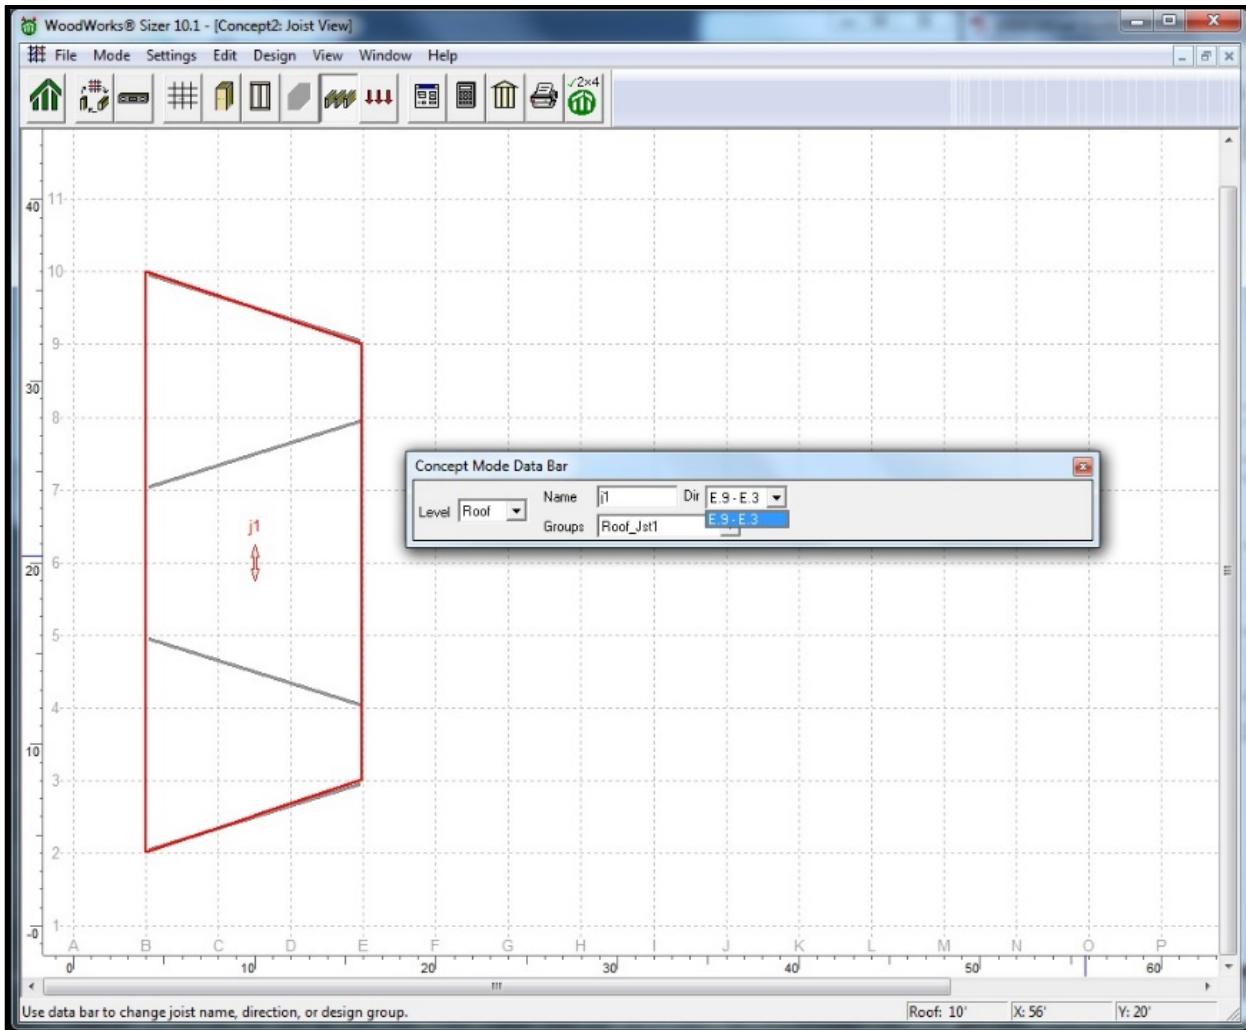 WoodWorks® Sizer 10.1 - [Concept2: Joist View]
File Mode Settings Edit Design View Window Help
√2×4
40
11
10
9
30
8
7
j1
20
6
5
4
10
3
2
-0
1
A B C D E F G H I J K L M N O P
0' 10' 20' 30' 40' 50' 60'
Concept Mode Data Bar
Level Roof Name j1 Dir E.9 - E.3
E.9 - E.3
Groups Roof_Jst1
Use data bar to change joist name, direction, or design group. Roof: 10' X: 56' Y: 20'